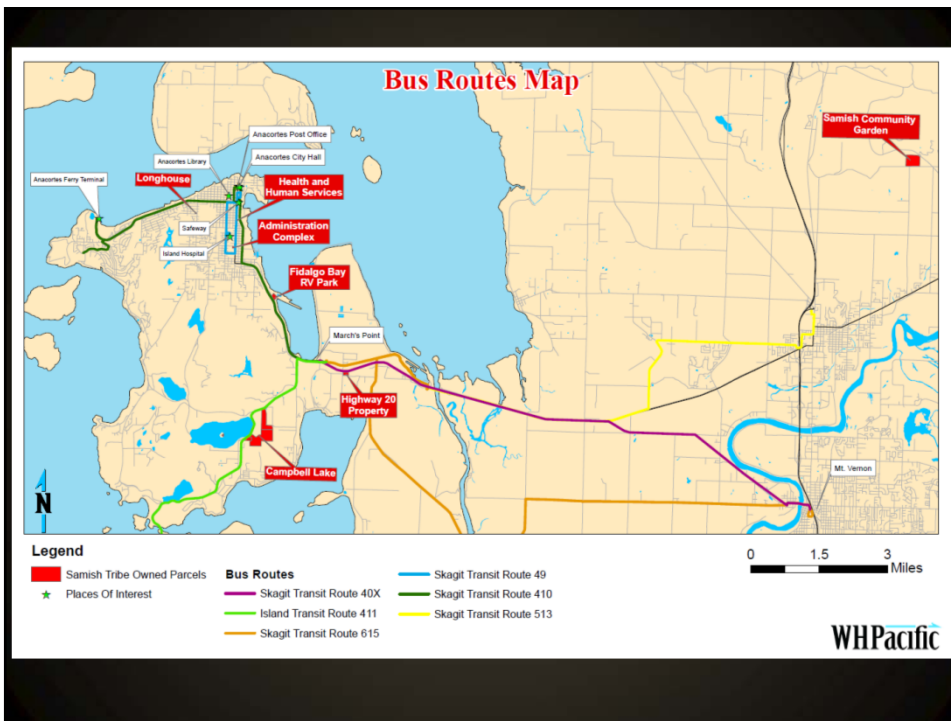 Bus Routes Map
Samish Community
Garden
Anacortes Post Office
Anacortes Library
Anacortes City Hall
Anacortes Ferry Terminal
Longhouse
Health and
Human Services
Safeway
Administration
Complex
Island Hospital
Fidalgo Bay
RV Park
March's Point
Highway 20
Property
Campbell Lake
Mt. Vernon
N
Legend
Samish Tribe Owned Parcels
Places Of Interest
Bus Routes
Skagit Transit Route 40X
Island Transit Route 411
Skagit Transit Route 615
Skagit Transit Route 49
Skagit Transit Route 410
Skagit Transit Route 513
0 1.5 3
Miles
WHPacific